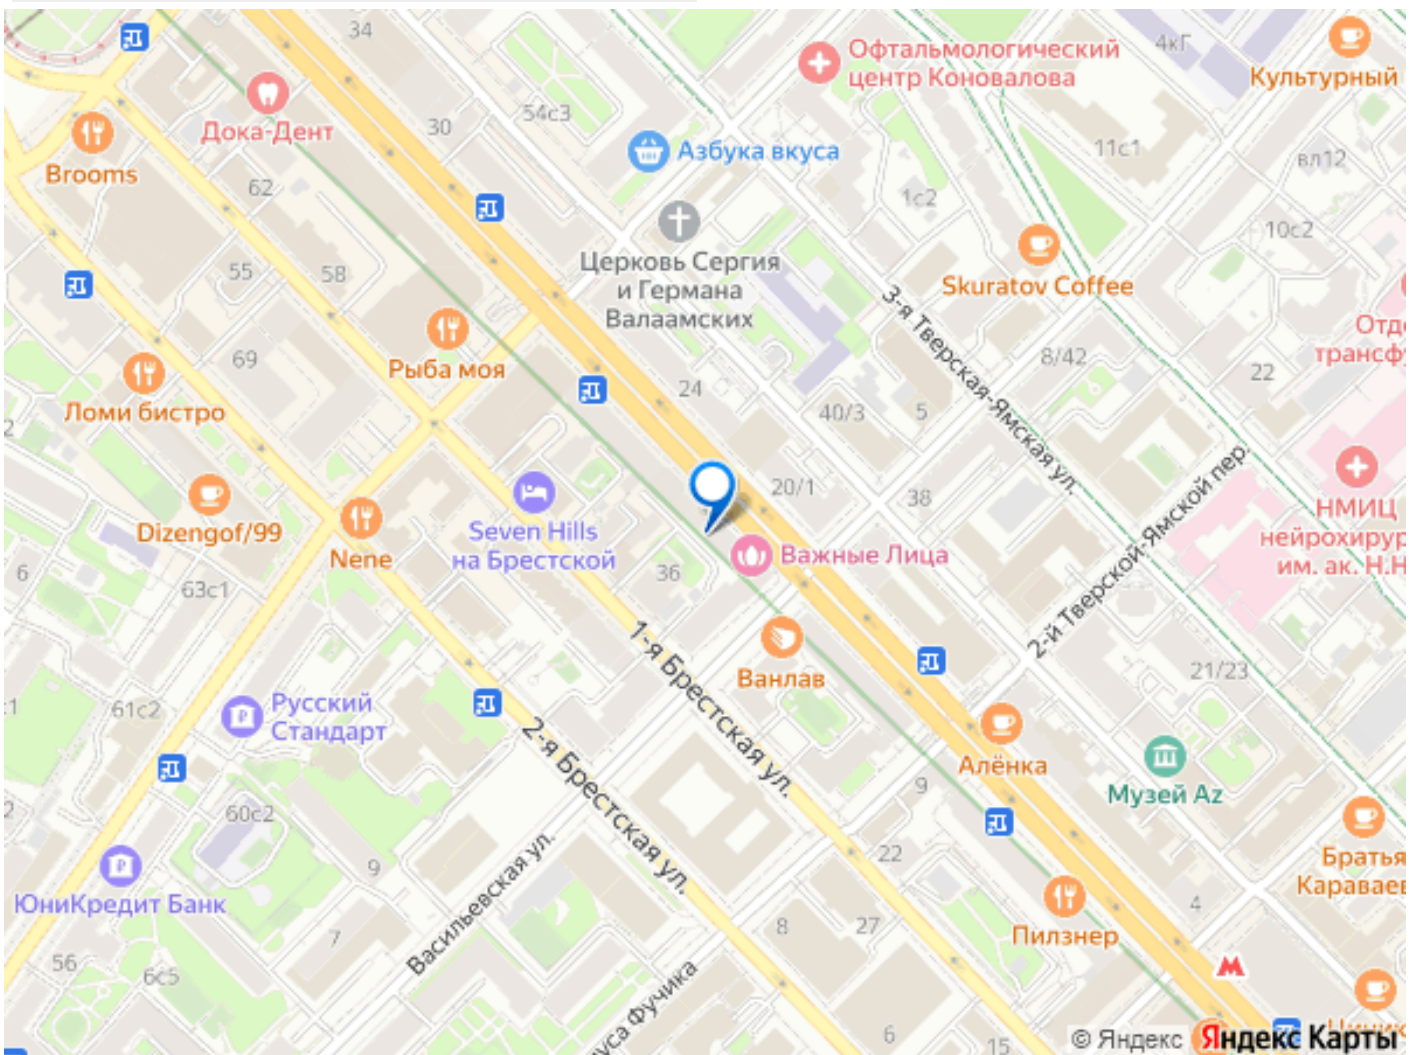 34
4кГ
Офтальмологический
центр Коновалова
Культурный
Дока-Дент
54с3
30
Азбука вкуса
11с1
вл12
Brooms
62
1с2
10с2
55
58
Церковь Сергия
и Германа
Валаамских
Skuratov Coffee
3-я Тверская-Ямская ул.
Рыба моя
69
24
8/42
22
Ломи бистро
40/3
5
2
Dizengof/99
Nene
Seven Hills
на Брестской
20/1
38
2-й Тверской-Ямской пер.
НМИЦ
им. ак. Н.Н
Важные Лица
6
63с1
36
1-я Брестская ул.
Ванлав
21/23
Русский
Стандарт
61с2
:1
2-я Брестская ул.
Алёнка
Музей Az
9
60с2
2
22
Братья
ЮниКредит Банк
9
Васильевская ул.
7
8
27
4
Пилзнер
56
6с5
6
15
© Яндекс
Яндекс Карты